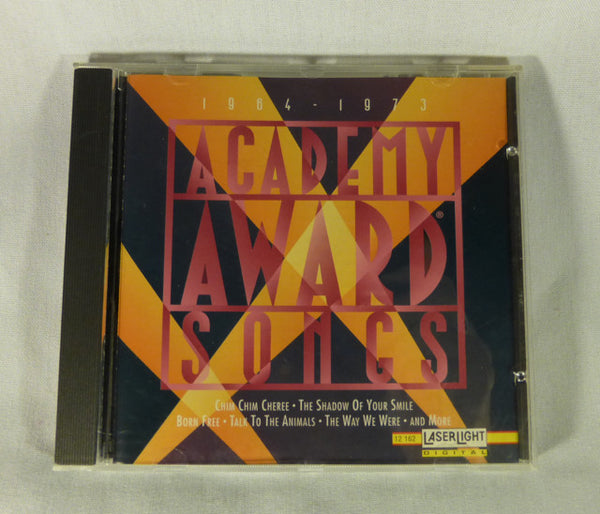 1964 - 1973
ACADEMY
AWARD®
SONGS
CHIM CHIM CHEREE • THE SHADOW OF YOUR SMILE
BORN FREE • TALK TO THE ANIMALS • THE WAY WE WERE • AND MORE
12 162
LASERLIGHT
DIGITAL